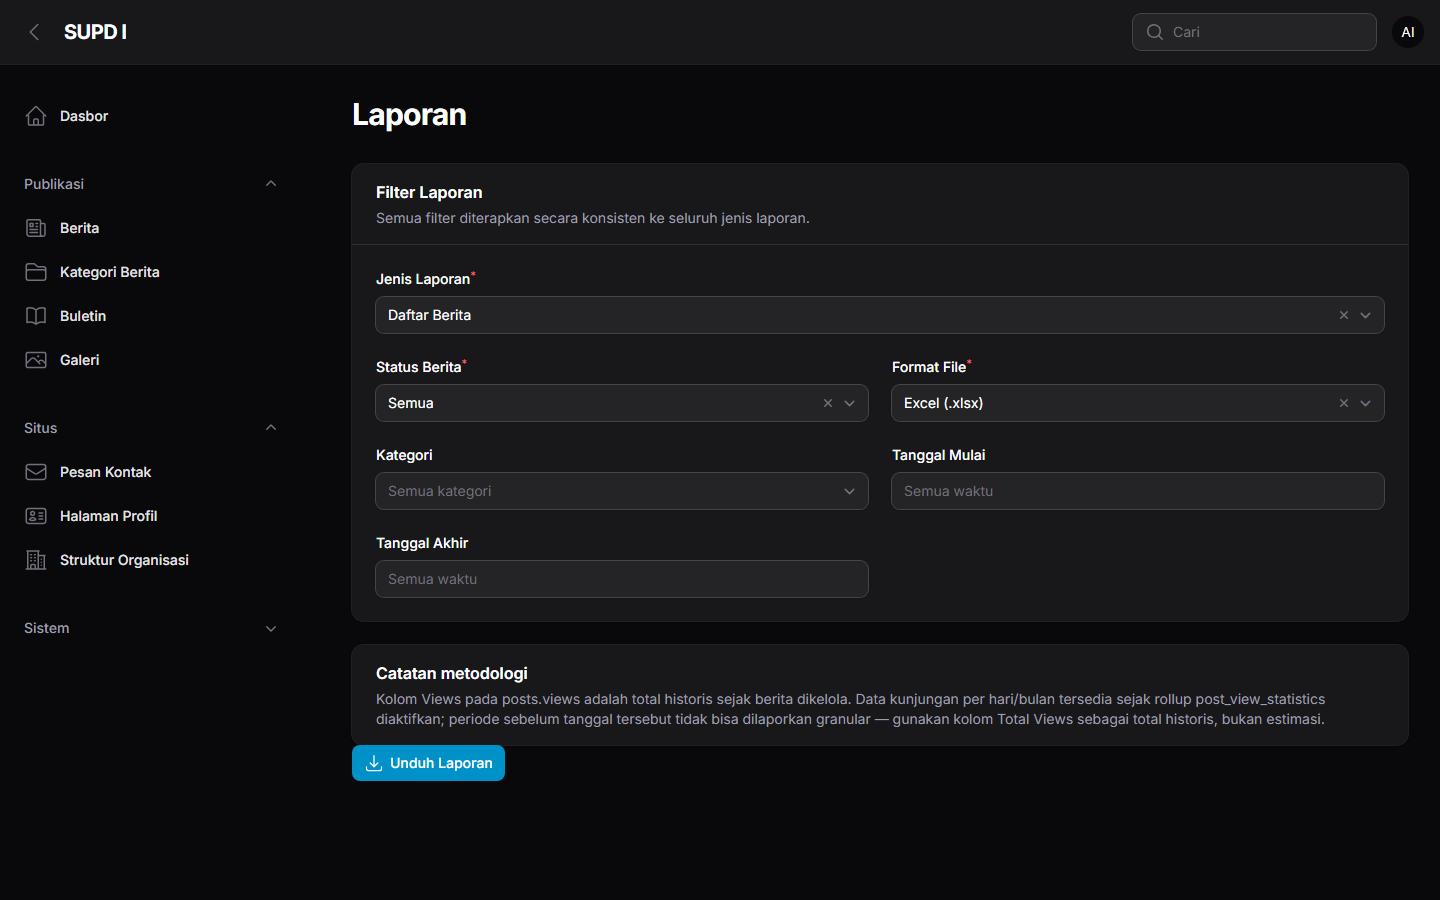 SUPD I
Cari
AI
Dasbor
Publikasi
Berita
Kategori Berita
Buletin
Galeri
Situs
Pesan Kontak
Halaman Profil
Struktur Organisasi
Sistem
Laporan
Filter Laporan
Semua filter diterapkan secara konsisten ke seluruh jenis laporan.
Jenis Laporan*
Daftar Berita
Status Berita*
Semua
Format File*
Excel (.xlsx)
Kategori
Semua kategori
Tanggal Mulai
Semua waktu
Tanggal Akhir
Semua waktu
Catatan metodologi
Kolom Views pada posts.views adalah total historis sejak berita dikelola. Data kunjungan per hari/bulan tersedia sejak rollup post_view_statistics
diaktifkan; periode sebelum tanggal tersebut tidak bisa dilaporkan granular — gunakan kolom Total Views sebagai total historis, bukan estimasi.
Unduh Laporan